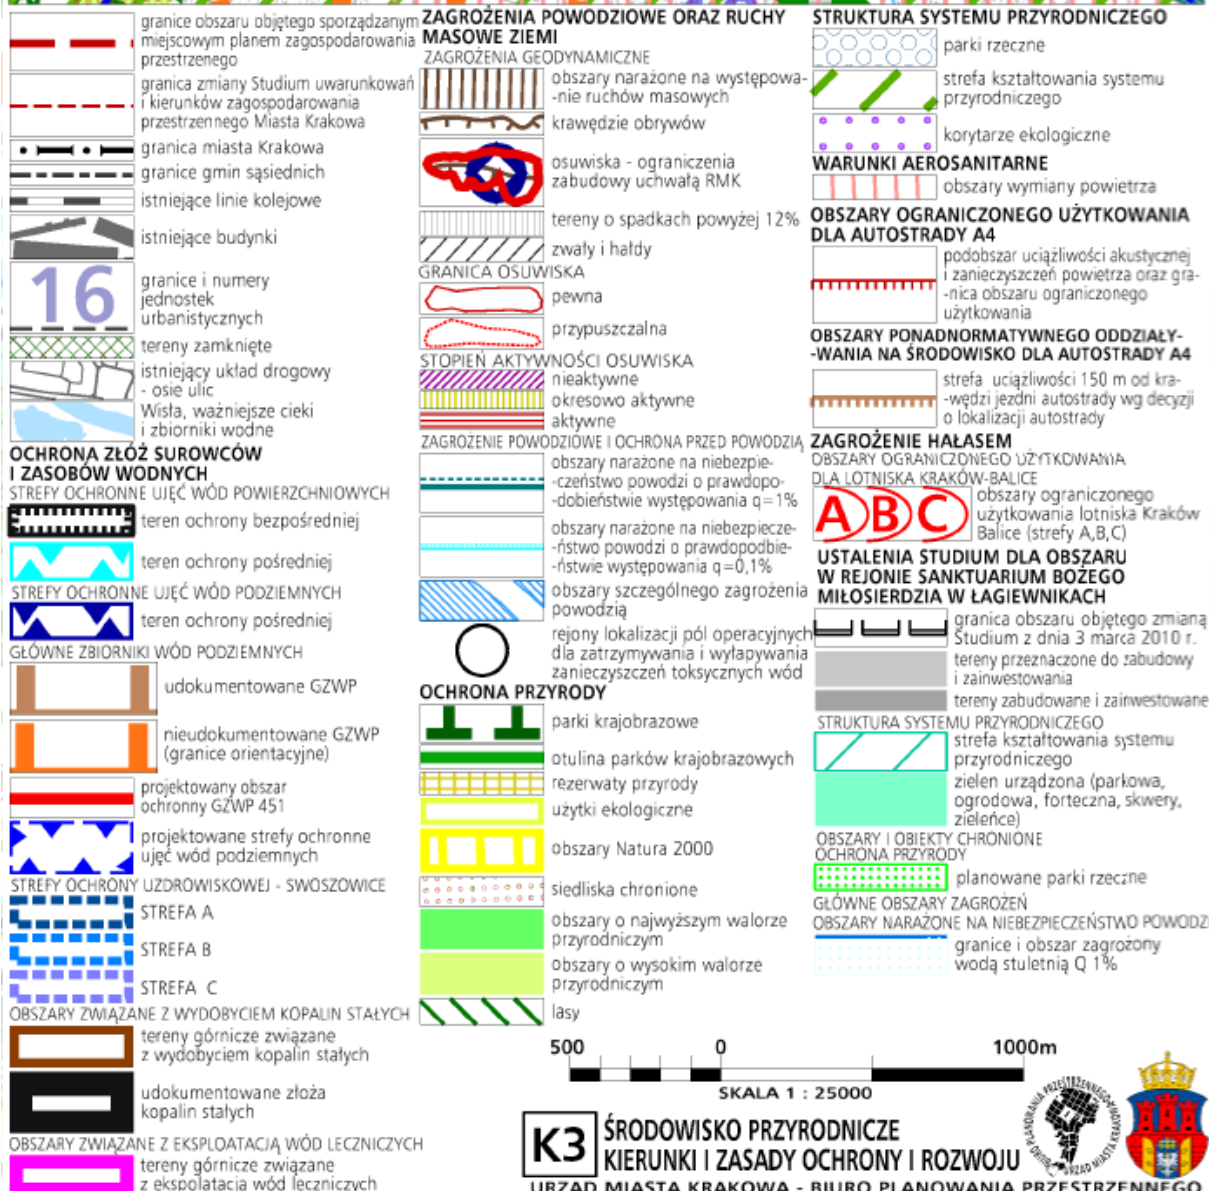 granice obszaru objętego sporządzanym
miejscowym planem zagospodarowania
przestrzenego
granica zmiany Studium uwarunkowań
i kierunków zagospodarowania
przestrzennego Miasta Krakowa
granica miasta Krakowa
granice gmin sąsiednich
istniejące linie kolejowe
istniejące budynki
16
granice i numery
jednostek
urbanistycznych
tereny zamknięte
istniejący układ drogowy
- osie ulic
Wisła, ważniejsze cieki
i zbiorniki wodne
OCHRONA ZŁÓŻ SUROWCÓW
I ZASOBÓW WODNYCH
STREFY OCHRONNE UJĘĆ WÓD POWIERZCHNIOWYCH
teren ochrony bezpośredniej
teren ochrony pośredniej
STREFY OCHRONNE UJĘĆ WÓD PODZIEMNYCH
teren ochrony pośredniej
GŁÓWNE ZBIORNIKI WÓD PODZIEMNYCH
udokumentowane GZWP
nieudokumentowane GZWP
(granice orientacyjne)
projektowany obszar
ochronny GZWP 451
projektowane strefy ochronne
ujęć wód podziemnych
STREFY OCHRONY UZDROWISKOWEJ - SWOSZOWICE
STREFA A
STREFA B
STREFA C
OBSZARY ZWIĄZANE Z WYDOBYCIEM KOPALIN STAŁYCH
tereny górnicze związane
z wydobyciem kopalin stałych
udokumentowane złoża
kopalin stałych
OBSZARY ZWIĄZANE Z EKSPLOATACJĄ WÓD LECZNICZYCH
tereny górnicze związane
z ekspolatacją wód leczniczych
ZAGROŻENIA POWODZIOWE ORAZ RUCHY
MASOWE ZIEMI
ZAGROŻENIA GEODYNAMICZNE
obszary narażone na występowa-
-nie ruchów masowych
krawędzie obrywów
osuwiska - ograniczenia
zabudowy uchwałą RMK
tereny o spadkach powyżej 12%
zwały i hałdy
GRANICA OSUWISKA
pewna
przypuszczalna
STOPIEŃ AKTYWNOŚCI OSUWISKA
nieaktywne
okresowo aktywne
aktywne
ZAGROŻENIE POWODZIOWE I OCHRONA PRZED POWODZIĄ
obszary narażone na niebezpie-
-czeństwo powodzi o prawdopo-
-dobieństwie występowania q=1%
obszary narażone na niebezpiecze-
-ństwo powodzi o prawdopodbie-
-ństwie występowania q=0,1%
obszary szczególnego zagrożenia
powodzią
rejony lokalizacji pól operacyjnych
dla zatrzymywania i wyłapywania
zanieczyszczeń toksycznych wód
OCHRONA PRZYRODY
parki krajobrazowe
otulina parków krajobrazowych
rezerwaty przyrody
użytki ekologiczne
obszary Natura 2000
siedliska chronione
obszary o najwyższym walorze
przyrodniczym
obszary o wysokim walorze
przyrodniczym
lasy
STRUKTURA SYSTEMU PRZYRODNICZEGO
parki rzeczne
strefa kształtowania systemu
przyrodniczego
korytarze ekologiczne
WARUNKI AEROSANITARNE
obszary wymiany powietrza
OBSZARY OGRANICZONEGO UŻYTKOWANIA
DLA AUTOSTRADY A4
podobszar uciążliwości akustycznej
i zanieczyszczeń powietrza oraz gra-
-nica obszaru ograniczonego
użytkowania
OBSZARY PONADNORMATYWNEGO ODDZIAŁY-
-WANIA NA ŚRODOWISKO DLA AUTOSTRADY A4
strefa uciążliwości 150 m od kra-
-wędzi jezdni autostrady wg decyzji
o lokalizacji autostrady
ZAGROŻENIE HAŁASEM
OBSZARY OGRANICZONEGO UŻYTKOWANIA
DLA LOTNISKA KRAKÓW-BALICE
A B C
obszary ograniczonego
użytkowania lotniska Kraków
Balice (strefy A,B,C)
USTALENIA STUDIUM DLA OBSZARU
W REJONIE SANKTUARIUM BOŻEGO
MIŁOSIERDZIA W ŁAGIEWNIKACH
granica obszaru objętego zmianą
Studium z dnia 3 marca 2010 r.
tereny przeznaczone do zabudowy
i zainwestowania
tereny zabudowane i zainwestowane
STRUKTURA SYSTEMU PRZYRODNICZEGO
strefa kształtowania systemu
przyrodniczego
zielen urządzona (parkowa,
ogrodowa, forteczna, skwery,
zieleńce)
OBSZARY I OBIEKTY CHRONIONE
OCHRONA PRZYRODY
planowane parki rzeczne
GŁÓWNE OBSZARY ZAGROŻEŃ
OBSZARY NARAŻONE NA NIEBEZPIECZEŃSTWO POWODZI
granice i obszar zagrożony
wodą stuletnią Q 1%
500 0 1000m
SKALA 1 : 25000
K3
ŚRODOWISKO PRZYRODNICZE
KIERUNKI I ZASADY OCHRONY I ROZWOJU
URZĄD MIASTA KRAKOWA - BIURO PLANOWANIA PRZESTRZENNEGO